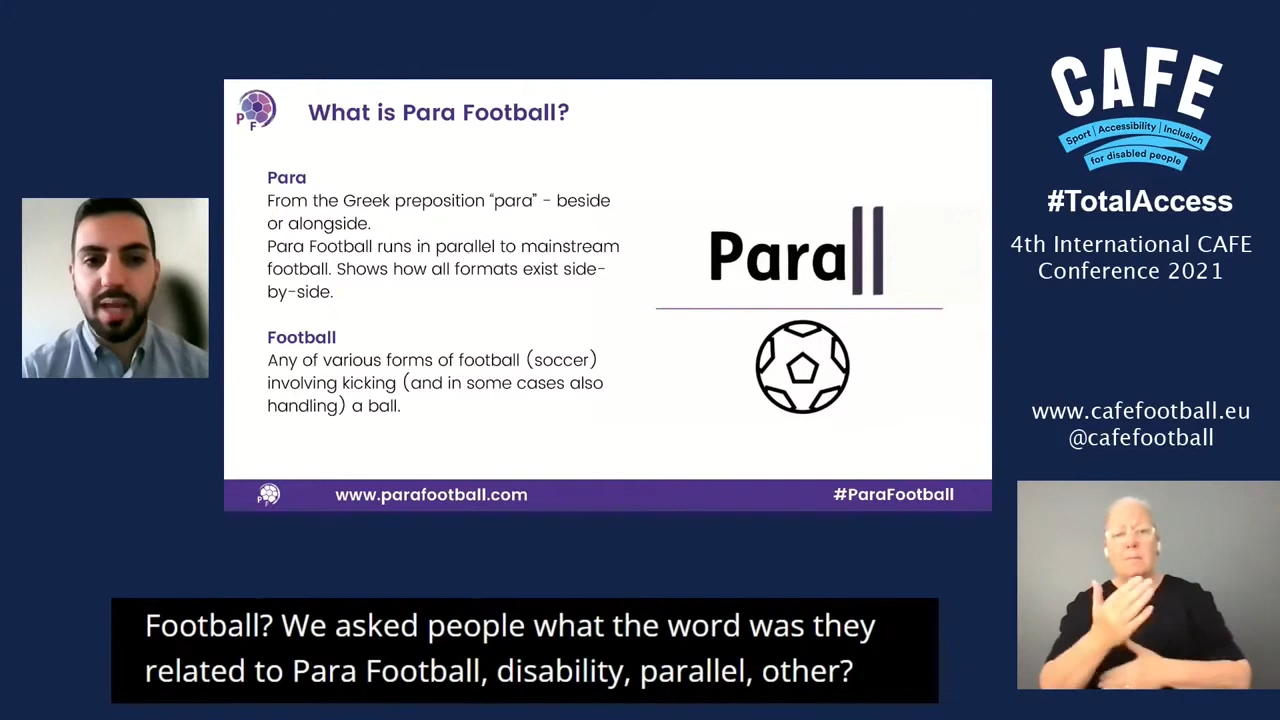 P
F
What is Para Football?
Para
From the Greek preposition “para” - beside
or alongside.
Para Football runs in parallel to mainstream
football. Shows how all formats exist side-
by-side.
Football
Any of various forms of football (soccer)
involving kicking (and in some cases also
handling) a ball.
Parall
P
F
www.parafootball.com
#ParaFootball
CAFE
Sport | Accessibility | Inclusion
for disabled people
#TotalAccess
4th International CAFE
Conference 2021
www.cafefootball.eu
@cafefootball
Football? We asked people what the word was they
related to Para Football, disability, parallel, other?